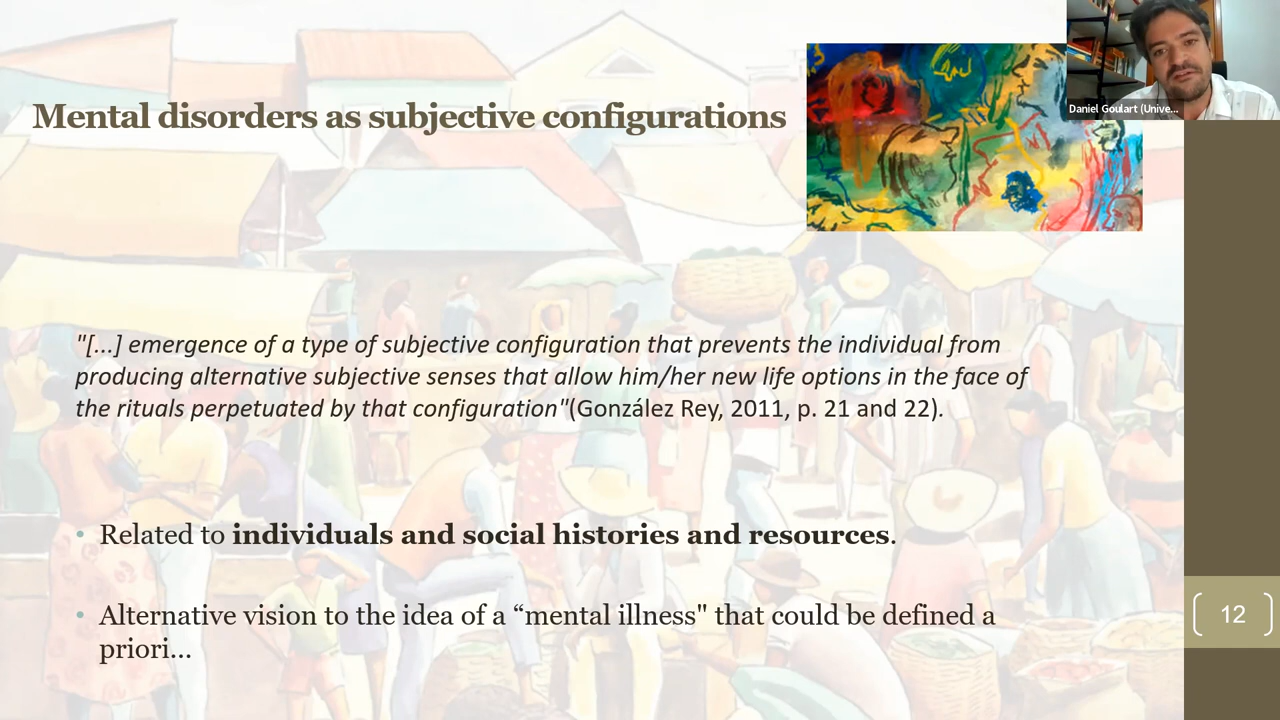 Mental disorders as subjective configurations
Daniel Goulart (Unive...
"[...] emergence of a type of subjective configuration that prevents the individual from
producing alternative subjective senses that allow him/her new life options in the face of
the rituals perpetuated by that configuration"(González Rey, 2011, p. 21 and 22).
• Related to individuals and social histories and resources.
• Alternative vision to the idea of a “mental illness" that could be defined a
priori...
12